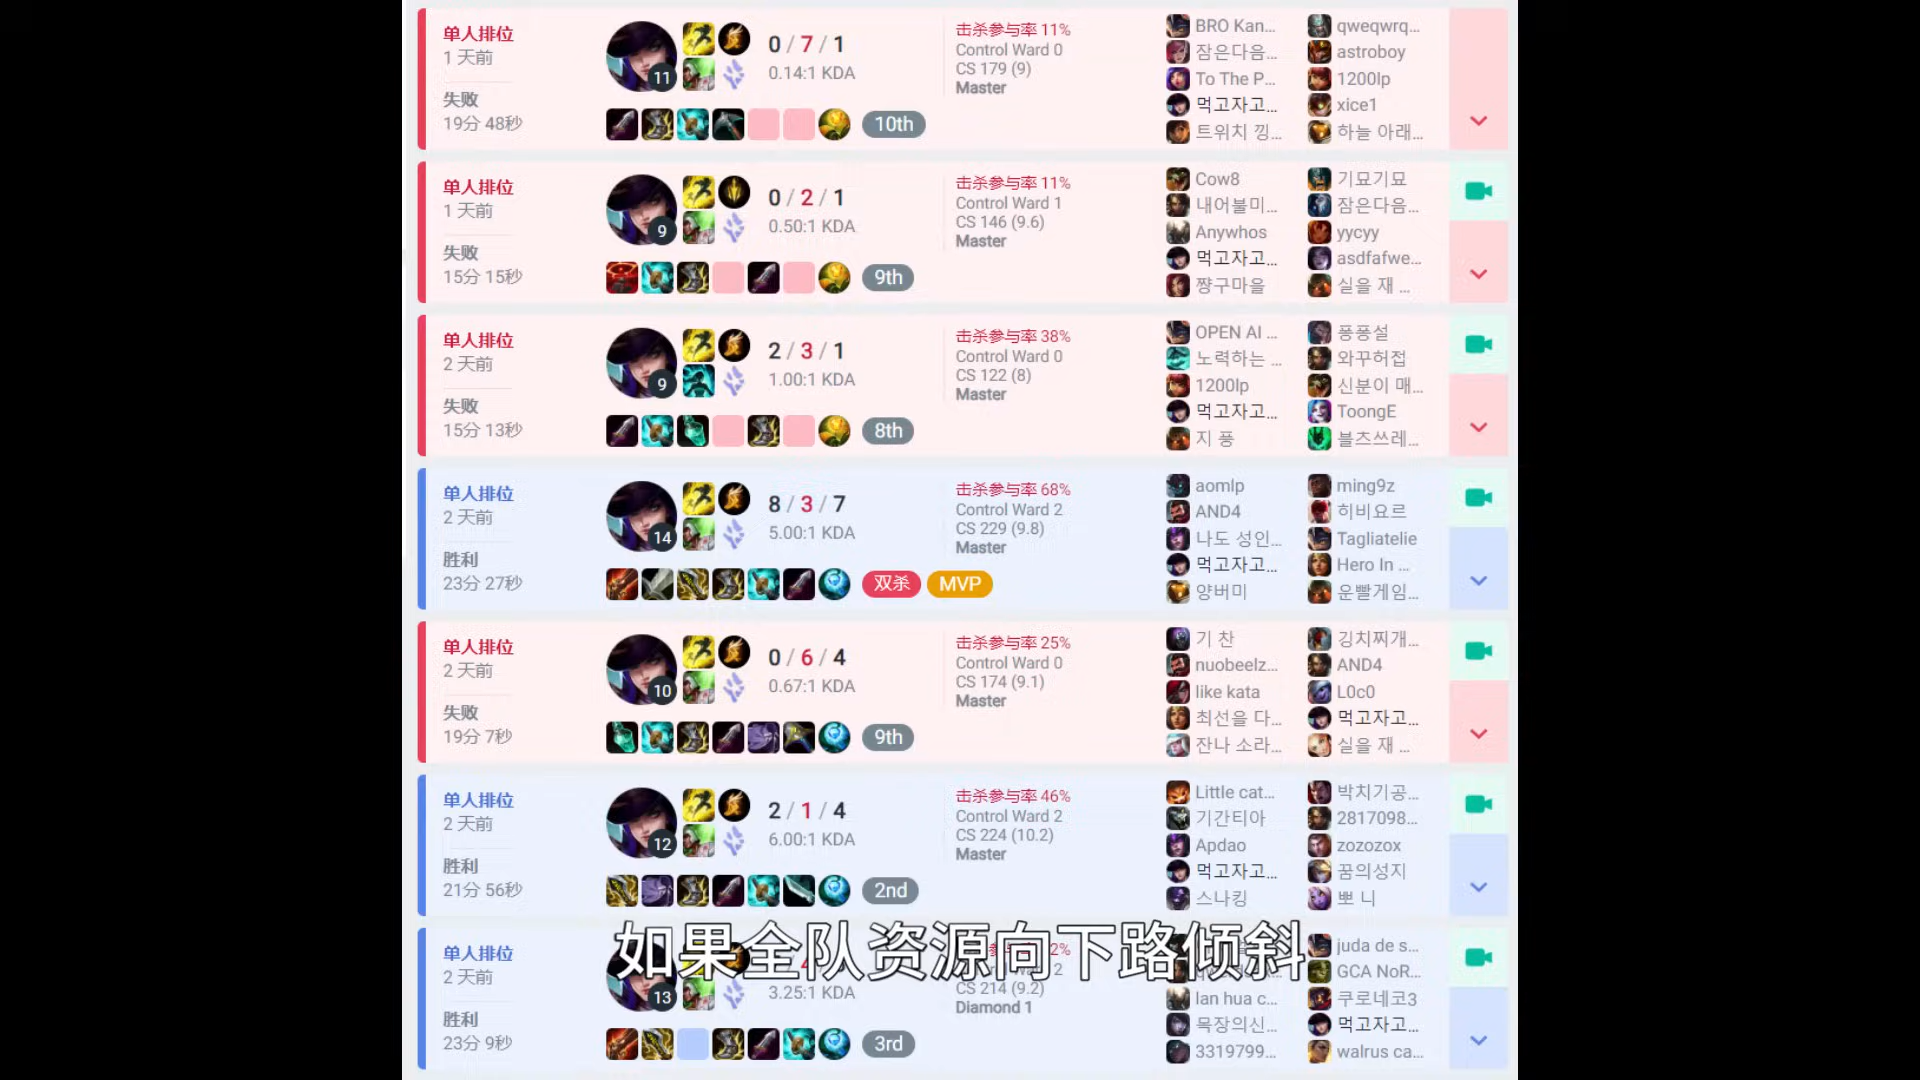 单人排位
1 天前
失败
19分 48秒
11
0 / 7 / 1
0.14:1 KDA
10th
击杀参与率 11%
Control Ward 0
CS 179 (9)
Master
BRO Kan...
잠은다음...
To The P...
먹고자고...
트위치 낑...
qweqwrq...
astroboy
1200lp
xice1
하늘 아래...
单人排位
1 天前
失败
15分 15秒
9
0 / 2 / 1
0.50:1 KDA
9th
击杀参与率 11%
Control Ward 1
CS 146 (9.6)
Master
Cow8
내어불미...
Anywhos
먹고자고...
쨩구마을
기묘기묘
잠은다음...
yycyy
asdfafwe...
실을 재 ...
单人排位
2 天前
失败
15分 13秒
9
2 / 3 / 1
1.00:1 KDA
8th
击杀参与率 38%
Control Ward 0
CS 122 (8)
Master
OPEN AI ...
노력하는 ...
1200lp
먹고자고...
지 풍
퐁퐁설
와꾸허접
신분이 매...
ToongE
블츠쓰레...
单人排位
2 天前
胜利
23分 27秒
14
8 / 3 / 7
5.00:1 KDA
双杀
MVP
击杀参与率 68%
Control Ward 2
CS 229 (9.8)
Master
aomlp
AND4
나도 성인...
먹고자고...
양버미
ming9z
히비요르
Tagliatelie
Hero In ...
운빨게임...
单人排位
2 天前
失败
19分 7秒
10
0 / 6 / 4
0.67:1 KDA
9th
击杀参与率 25%
Control Ward 0
CS 174 (9.1)
Master
기 찬
nuobeelz...
like kata
최선을 다...
잔나 소라...
깅치찌개...
AND4
L0c0
먹고자고...
실을 재 ...
单人排位
2 天前
胜利
21分 56秒
12
2 / 1 / 4
6.00:1 KDA
2nd
击杀参与率 46%
Control Ward 2
CS 224 (10.2)
Master
Little cat...
기간티아
Apdao
먹고자고...
스나킹
박치기공...
2817098...
zozozox
꿈의성지
뽀 니
如果全队资源向下路倾斜
单人排位
2 天前
胜利
23分 9秒
13
3.25:1 KDA
3rd
2%
2
CS 214 (9.2)
Diamond 1
lan hua c...
목장의신...
3319799...
juda de s...
GCA NoR...
쿠로네코3
먹고자고...
walrus ca...